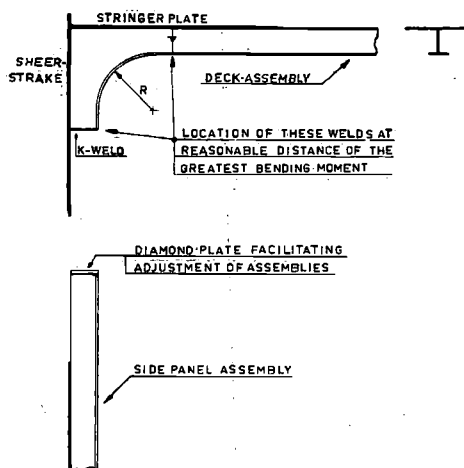 STRINGER PLATE
SHEER-
STRAKE
DECK-ASSEMBLY
R
LOCATION OF THESE WELDS AT
REASONABLE DISTANCE OF THE
GREATEST BENDING-MOMENT
K-WELD
DIAMOND-PLATE FACILITATING
ADJUSTMENT OF ASSEMBLIES
SIDE PANEL ASSEMBLY